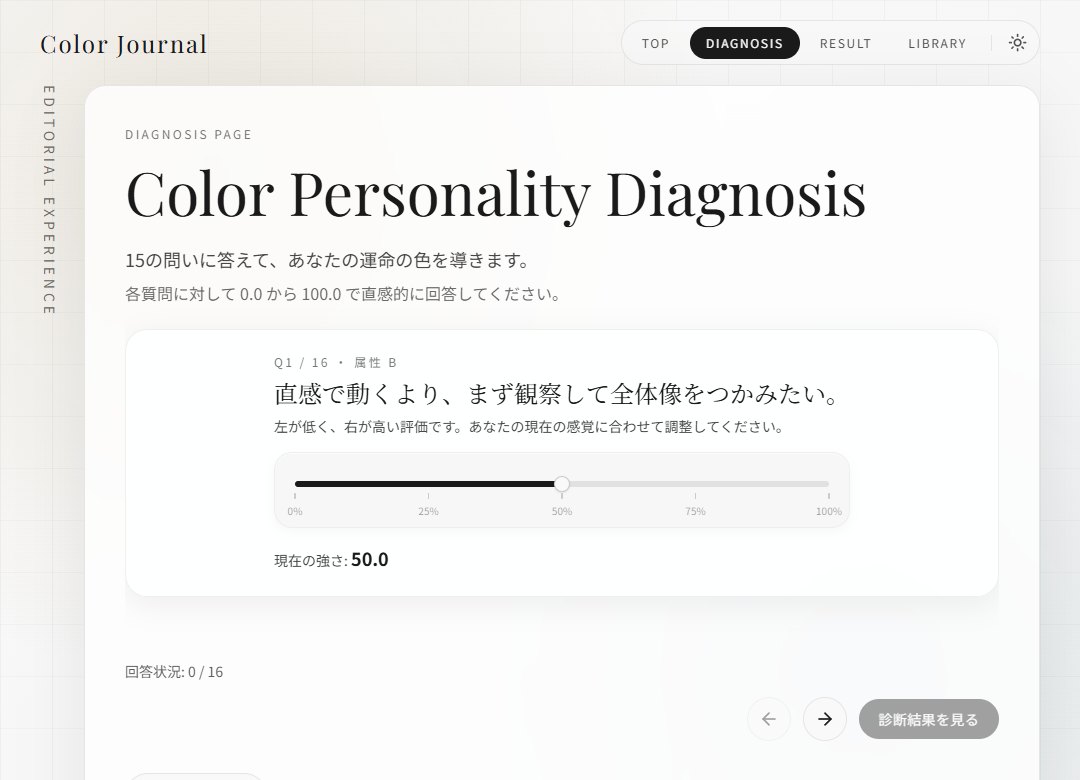 Color Journal
TOP
DIAGNOSIS
RESULT
LIBRARY
EDITORIAL EXPERIENCE
DIAGNOSIS PAGE
Color Personality Diagnosis
15の問いに答えて、あなたの運命の色を導きます。
各質問に対して 0.0 から 100.0 で直感的に回答してください。
Q1 / 16 ・ 属性 B
直感で動くより、まず観察して全体像をつかみたい。
左が低く、右が高い評価です。あなたの現在の感覚に合わせて調整してください。
0%
25%
50%
75%
100%
現在の強さ: 50.0
回答状況: 0 / 16
診断結果を見る